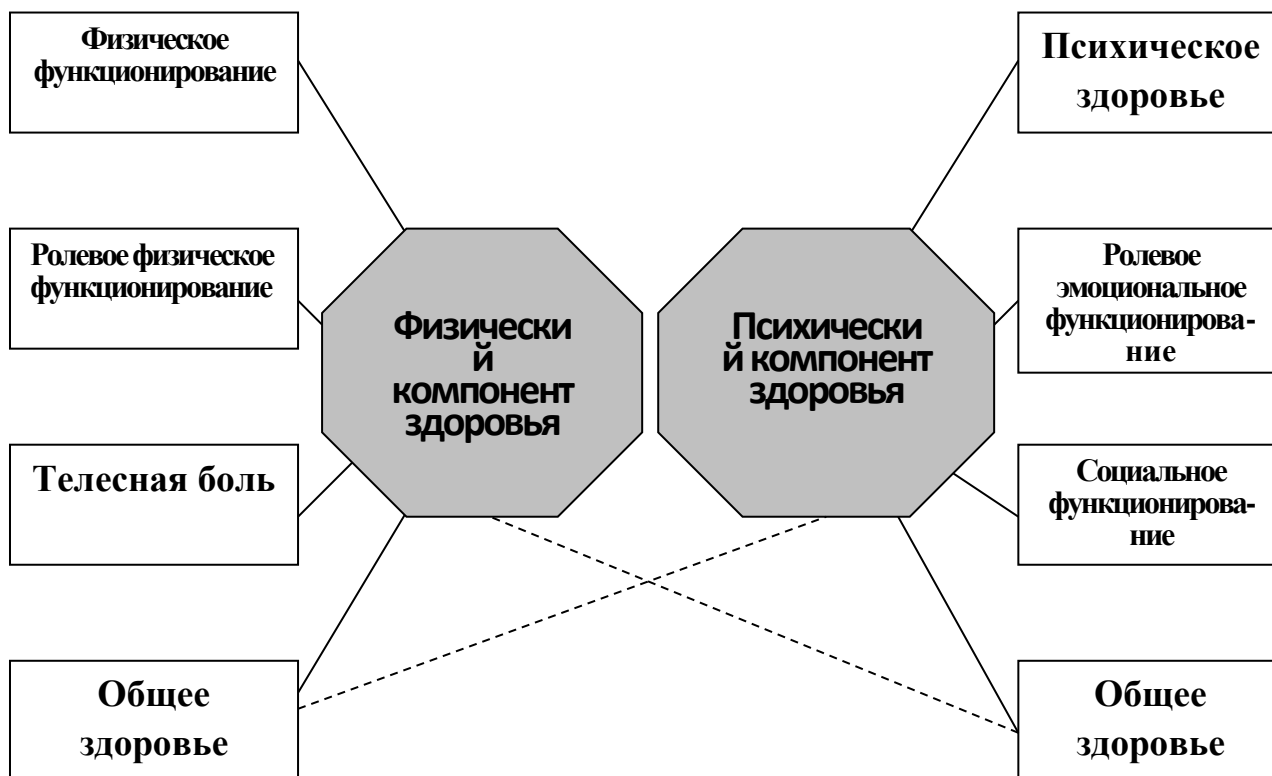 Физическое
функционирование
Ролевое физическое
функционирование
Телесная боль
Общее
здоровье
Физически
й
компонент
здоровья
Психически
й компонент
здоровья
Психическое
здоровье
Ролевое
эмоциональное
функционирова-
ние
Социальное
функционирова-
ние
Общее
здоровье